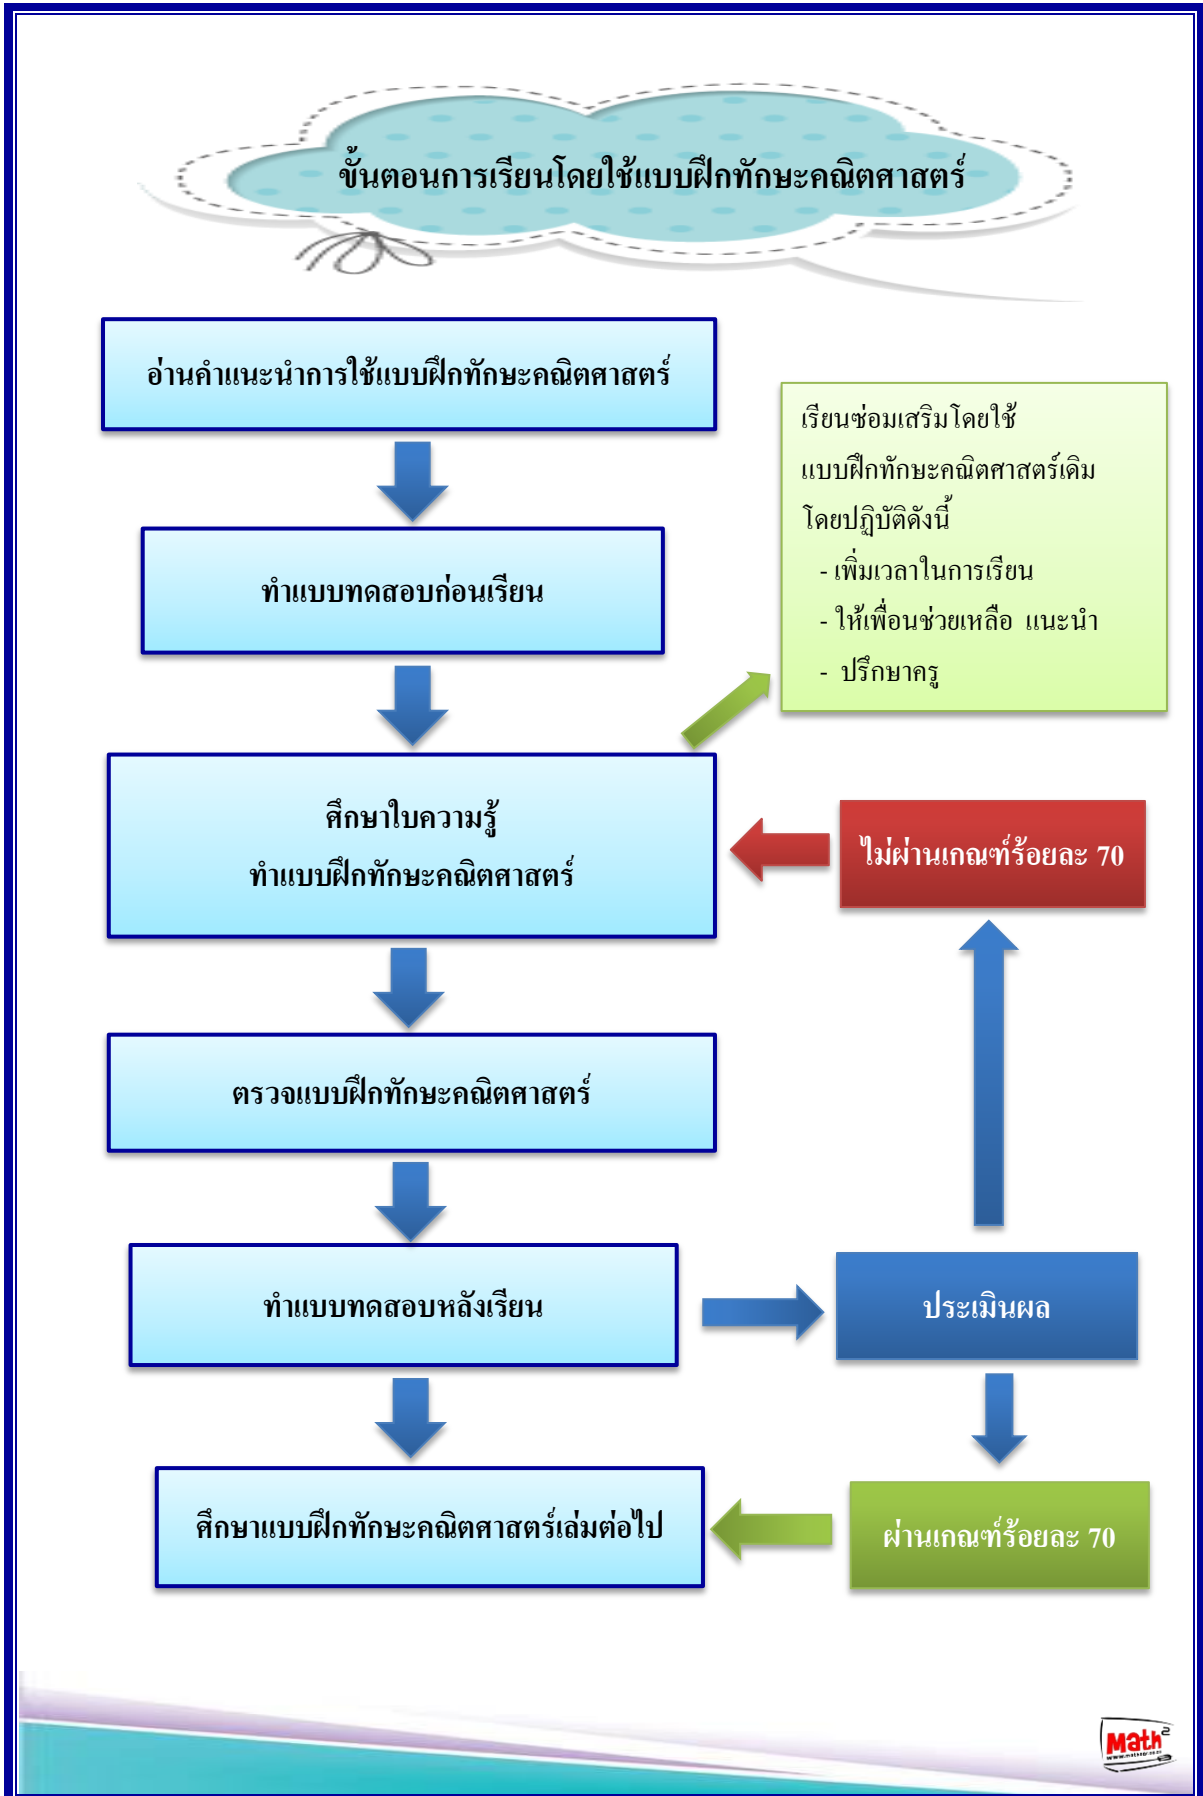 ขั้นตอนการเรียนโดยใช้แบบฝึกทักษะคณิตศาสตร์
อ่านคำแนะนำการใช้แบบฝึกทักษะคณิตศาสตร์
เรียนซ่อมเสริมโดยใช้
แบบฝึกทักษะคณิตศาสตร์เดิม
โดยปฏิบัติดังนี้
- เพิ่มเวลาในการเรียน
- ให้เพื่อนช่วยเหลือ แนะนำ
- ปรึกษาครู
ทำแบบทดสอบก่อนเรียน
ศึกษาใบความรู้
ทำแบบฝึกทักษะคณิตศาสตร์
ไม่ผ่านเกณฑ์ร้อยละ 70
ตรวจแบบฝึกทักษะคณิตศาสตร์
ทำแบบทดสอบหลังเรียน
ประเมินผล
ศึกษาแบบฝึกทักษะคณิตศาสตร์เล่มต่อไป
ผ่านเกณฑ์ร้อยละ 70
Math2